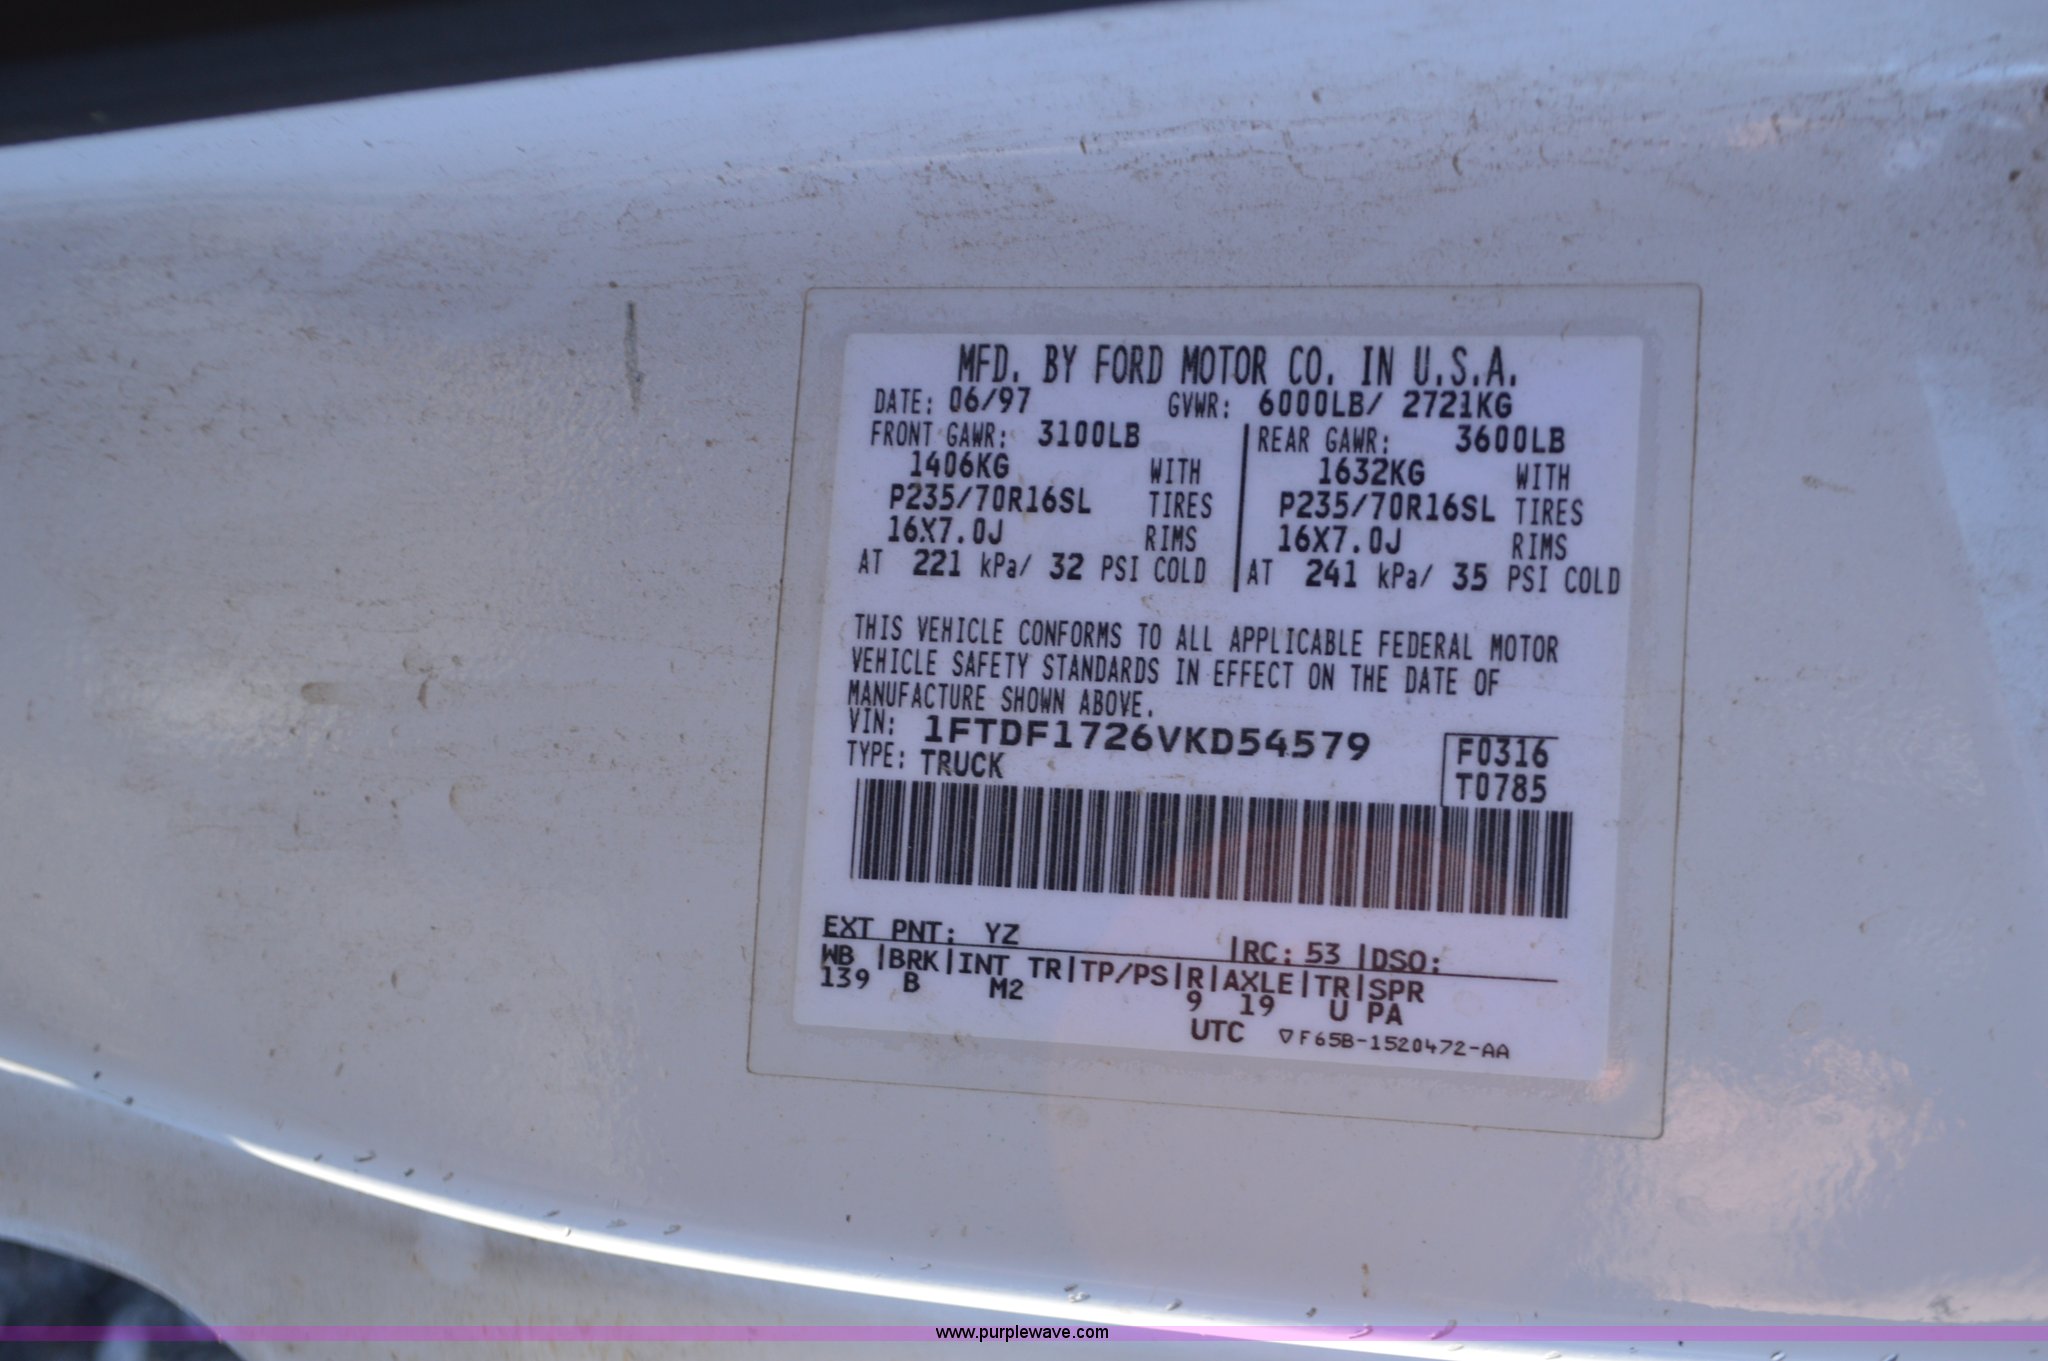 MFD. BY FORD MOTOR CO. IN U.S.A.
DATE: 06/97 GVWR: 6000LB/ 2721KG
FRONT GAWR: 3100LB REAR GAWR: 3600LB
1406KG WITH 1632KG WITH
P235/70R16SL TIRES P235/70R16SL TIRES
16X7.0J RIMS 16X7.0J RIMS
AT 221 kPa/ 32 PSI COLD AT 241 kPa/ 35 PSI COLD
THIS VEHICLE CONFORMS TO ALL APPLICABLE FEDERAL MOTOR
VEHICLE SAFETY STANDARDS IN EFFECT ON THE DATE OF
MANUFACTURE SHOWN ABOVE.
VIN: 1FTDF1726VKD54579 F0316
TYPE: TRUCK T0785
EXT PNT: YZ |RC: 53 |DSO:
WB |BRK|INT TR|TP/PS|R|AXLE|TR|SPR
139 B M2 9 19 U PA
UTC ▽F65B-1520472-AA
www.purplewave.com